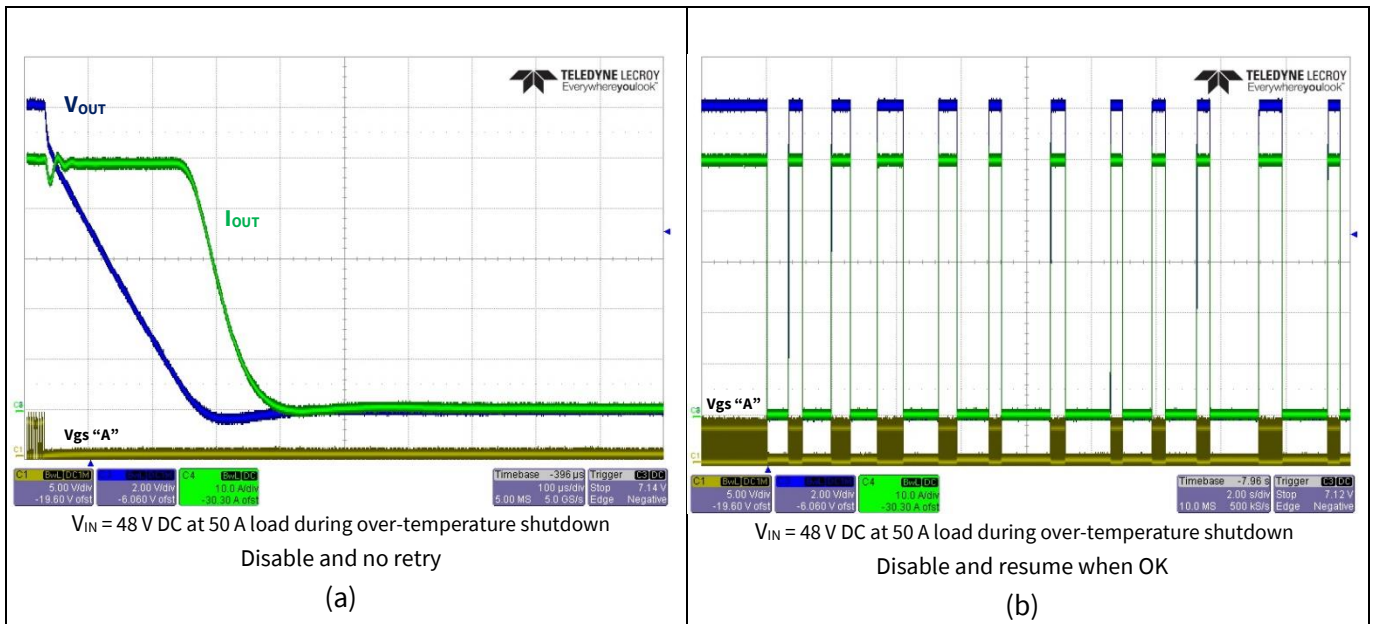 TELEDYNE LECROY
Everywhereyoulook™
VOUT
IOUT
Vgs “A”
C1
C1 BwL DC1M
5.00 V/div
-19.60 V ofst
2.00 V/div
-6.060 V ofst
C4 BwL DC
10.0 A/div
-30.30 A ofst
Timebase -396 µs
100 µs/div
5.00 MS 5.0 GS/s
Trigger C3 DC
Stop 7.14 V
Edge Negative
VIN = 48 V DC at 50 A load during over-temperature shutdown
Disable and no retry
(a)
TELEDYNE LECROY
Everywhereyoulook™
Vgs “A”
C1
C1 BwL DC1M
5.00 V/div
-19.60 V ofst
2.00 V/div
-6.060 V ofst
C4 BwL DC
10.0 A/div
-30.30 A ofst
Timebase -7.96 s
2.00 s/div
10.0 MS 500 kS/s
Trigger C3 DC
Stop 7.12 V
Edge Negative
VIN = 48 V DC at 50 A load during over-temperature shutdown
Disable and resume when OK
(b)